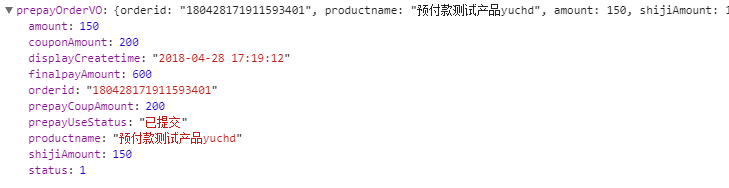 ▼prepayOrderVO: {orderid: "180428171911593401", productname: "预付款测试产品yuchd", amount: 150, shijiAmount: 1
amount: 150
couponAmount: 200
displayCreatetime: "2018-04-28 17:19:12"
finalpayAmount: 600
orderid: "180428171911593401"
prepayCoupAmount: 200
prepayUseStatus: "已提交"
productname: "预付款测试产品yuchd"
shijiAmount: 150
status: 1